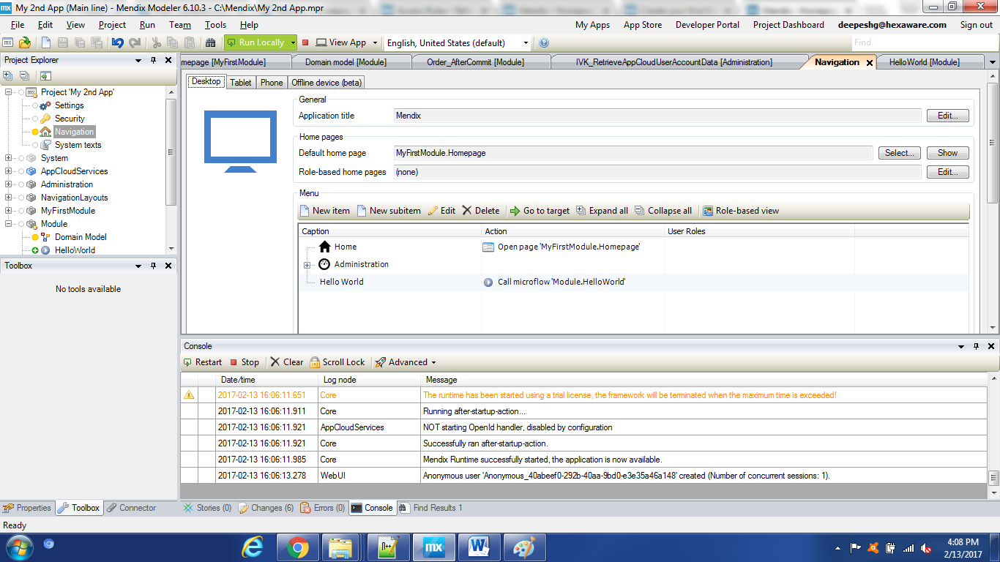 My 2nd App (Main line) - Mendix Modeler 6.10.3 - C:\Mendix\My 2nd App.mpr
File Edit View Project Run Team Tools Help My Apps App Store Developer Portal Project Dashboard deepeshg@hexaware.com Sign out
Run Locally View App English, United States (default) Find
Project Explorer
mepage [MyFirstModule] Domain model [Module] Order_AfterCommit [Module] IVK_RetrieveAppCloudUserAccountData [Administration] Navigation HelloWorld [Module]
Desktop Tablet Phone Offline device (beta)
Project 'My 2nd App'
Settings
Security
Navigation
System texts
System
AppCloudServices
Administration
NavigationLayouts
MyFirstModule
Module
Domain Model
HelloWorld
General
Application title Mendix Edit...
Home pages
Default home page MyFirstModule.Homepage Select... Show
Role-based home pages (none) Edit...
Menu
New item New subitem Edit Delete Go to target Expand all Collapse all Role-based view
Caption Action User Roles
Home Open page 'MyFirstModule.Homepage'
Administration
Hello World Call microflow 'Module.HelloWorld'
Toolbox
No tools available
Console
Restart Stop Clear Scroll Lock Advanced
Date/time Log node Message
2017-02-13 16:06:11.651 Core The runtime has been started using a trial license, the framework will be terminated when the maximum time is exceeded!
2017-02-13 16:06:11.911 Core Running after-startup-action...
2017-02-13 16:06:11.921 AppCloudServices NOT starting OpenId handler, disabled by configuration
2017-02-13 16:06:11.921 Core Successfully ran after-startup-action.
2017-02-13 16:06:11.985 Core Mendix Runtime successfully started, the application is now available.
2017-02-13 16:06:13.278 WebUI Anonymous user 'Anonymous_40abeef0-292b-40aa-9bd0-e3e35a46a148' created (Number of concurrent sessions: 1).
Properties Toolbox Connector Stories (0) Changes (6) Errors (0) Console Find Results 1
Ready
mx
4:08 PM
2/13/2017